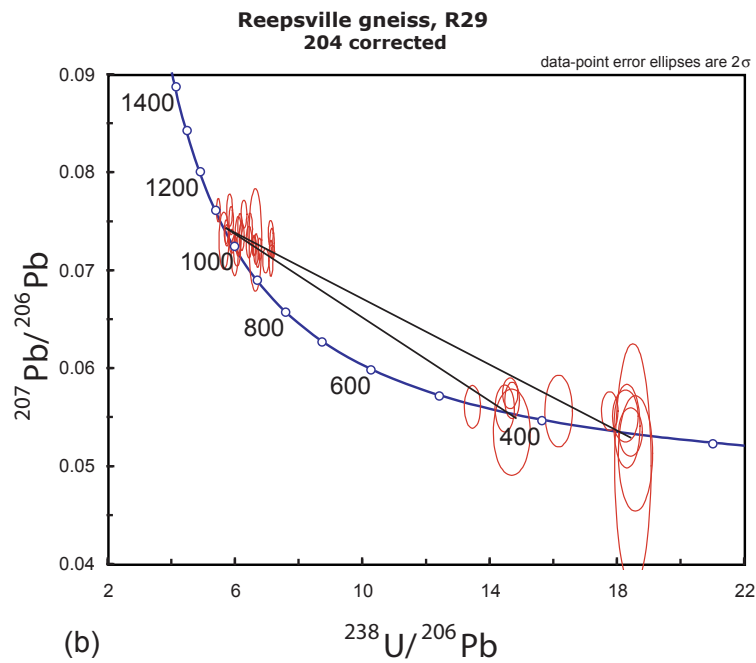 Reepsville gneiss, R29
204 corrected
data-point error ellipses are 2σ
0.09
1400
0.08
1200
0.07
1000
800
0.06
600
400
0.05
0.04
207Pb/206Pb
2 6 10 14 18 22
(b) 238U/206Pb